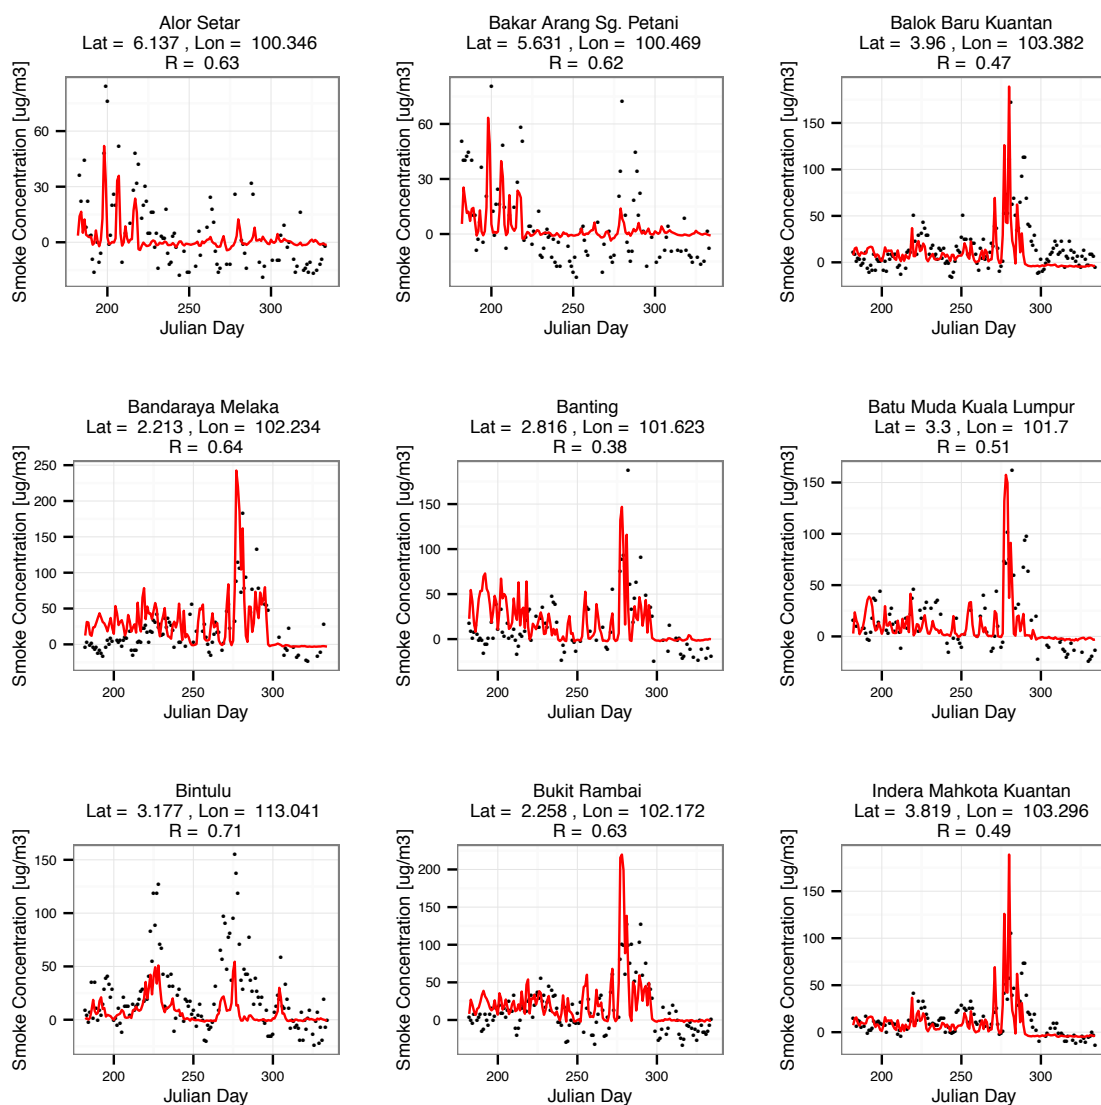 Alor Setar
Lat = 6.137 , Lon = 100.346
R = 0.63
Smoke Concentration [ug/m3]
60
30
0
200
250
300
Julian Day
Bakar Arang Sg. Petani
Lat = 5.631 , Lon = 100.469
R = 0.62
Smoke Concentration [ug/m3]
60
30
0
200
250
300
Julian Day
Balok Baru Kuantan
Lat = 3.96 , Lon = 103.382
R = 0.47
Smoke Concentration [ug/m3]
150
100
50
0
200
250
300
Julian Day
Bandaraya Melaka
Lat = 2.213 , Lon = 102.234
R = 0.64
Smoke Concentration [ug/m3]
250
200
150
100
50
0
200
250
300
Julian Day
Banting
Lat = 2.816 , Lon = 101.623
R = 0.38
Smoke Concentration [ug/m3]
150
100
50
0
200
250
300
Julian Day
Batu Muda Kuala Lumpur
Lat = 3.3 , Lon = 101.7
R = 0.51
Smoke Concentration [ug/m3]
150
100
50
0
200
250
300
Julian Day
Bintulu
Lat = 3.177 , Lon = 113.041
R = 0.71
Smoke Concentration [ug/m3]
150
100
50
0
200
250
300
Julian Day
Bukit Rambai
Lat = 2.258 , Lon = 102.172
R = 0.63
Smoke Concentration [ug/m3]
200
150
100
50
0
200
250
300
Julian Day
Indera Mahkota Kuantan
Lat = 3.819 , Lon = 103.296
R = 0.49
Smoke Concentration [ug/m3]
150
100
50
0
200
250
300
Julian Day